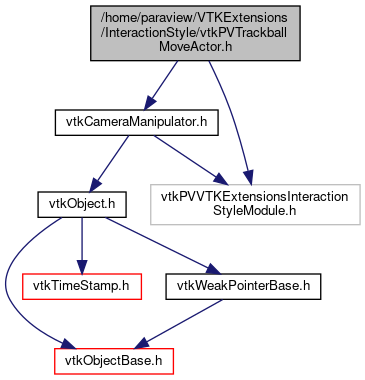 /home/paraview/VTKExtensions
/InteractionStyle/vtkPVTrackball
MoveActor.h
vtkCameraManipulator.h
vtkObject.h
vtkPVVTKExtensionsInteraction
StyleModule.h
vtkTimeStamp.h
vtkWeakPointerBase.h
vtkObjectBase.h